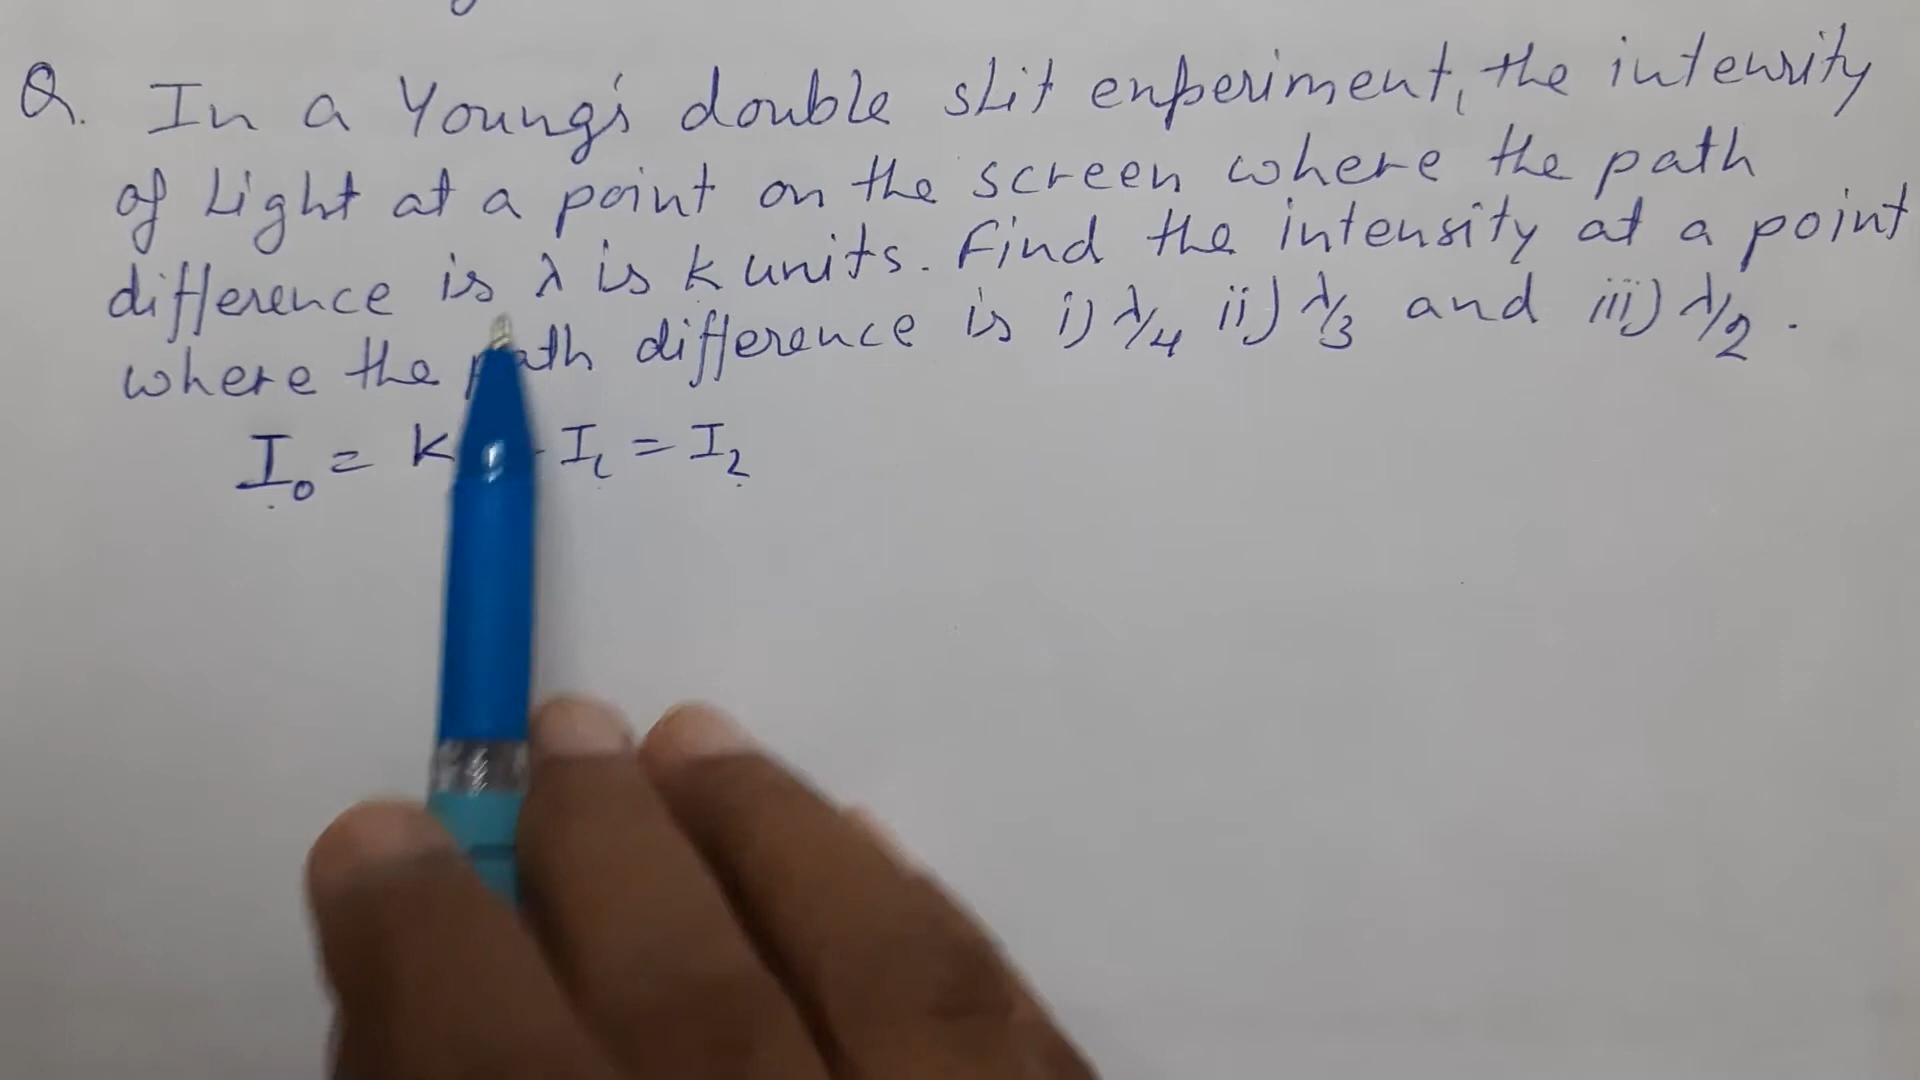 Q. In a Young's double slit enperiment, the intensity
of Light at a point on the screen where the path
difference is λ is k units. Find the intensity at a point
where the path difference is i) λ/4 ii) λ/3 and iii) λ/2.
I₀ = K I₁ = I₂